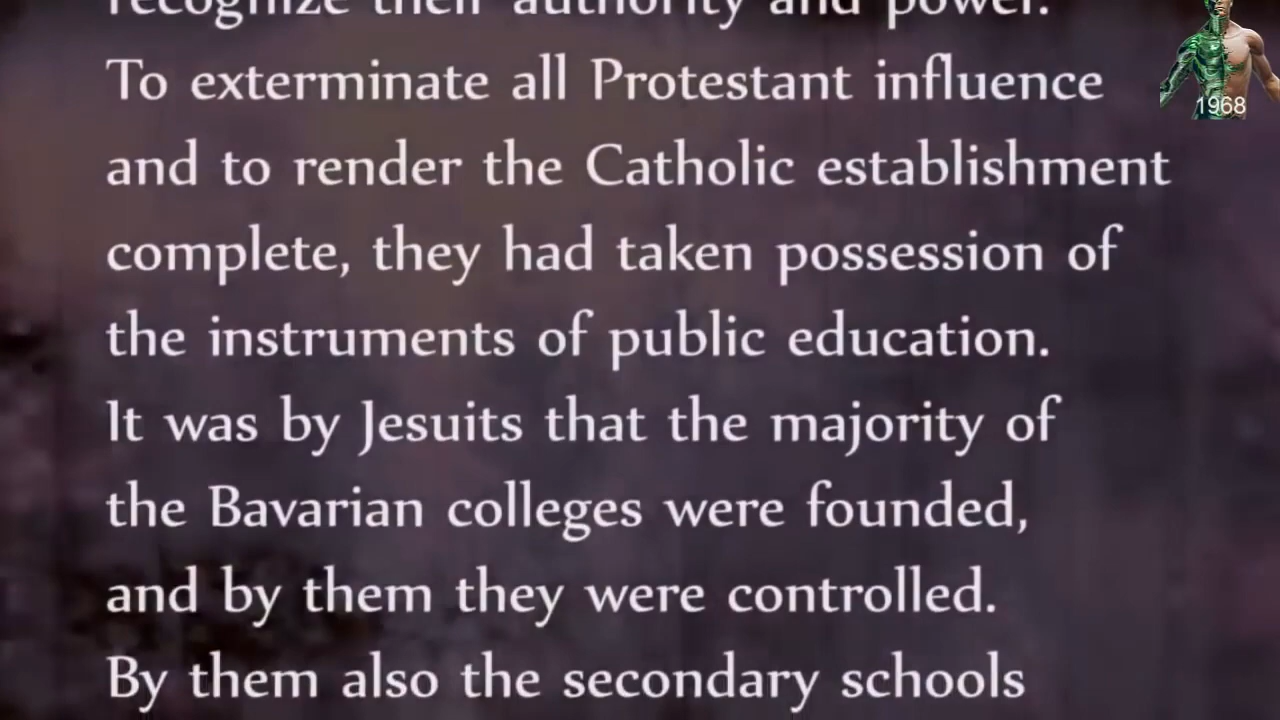 recognize their authority and power.
To exterminate all Protestant influence
and to render the Catholic establishment
complete, they had taken possession of
the instruments of public education.
It was by Jesuits that the majority of
the Bavarian colleges were founded,
and by them they were controlled.
By them also the secondary schools
1968